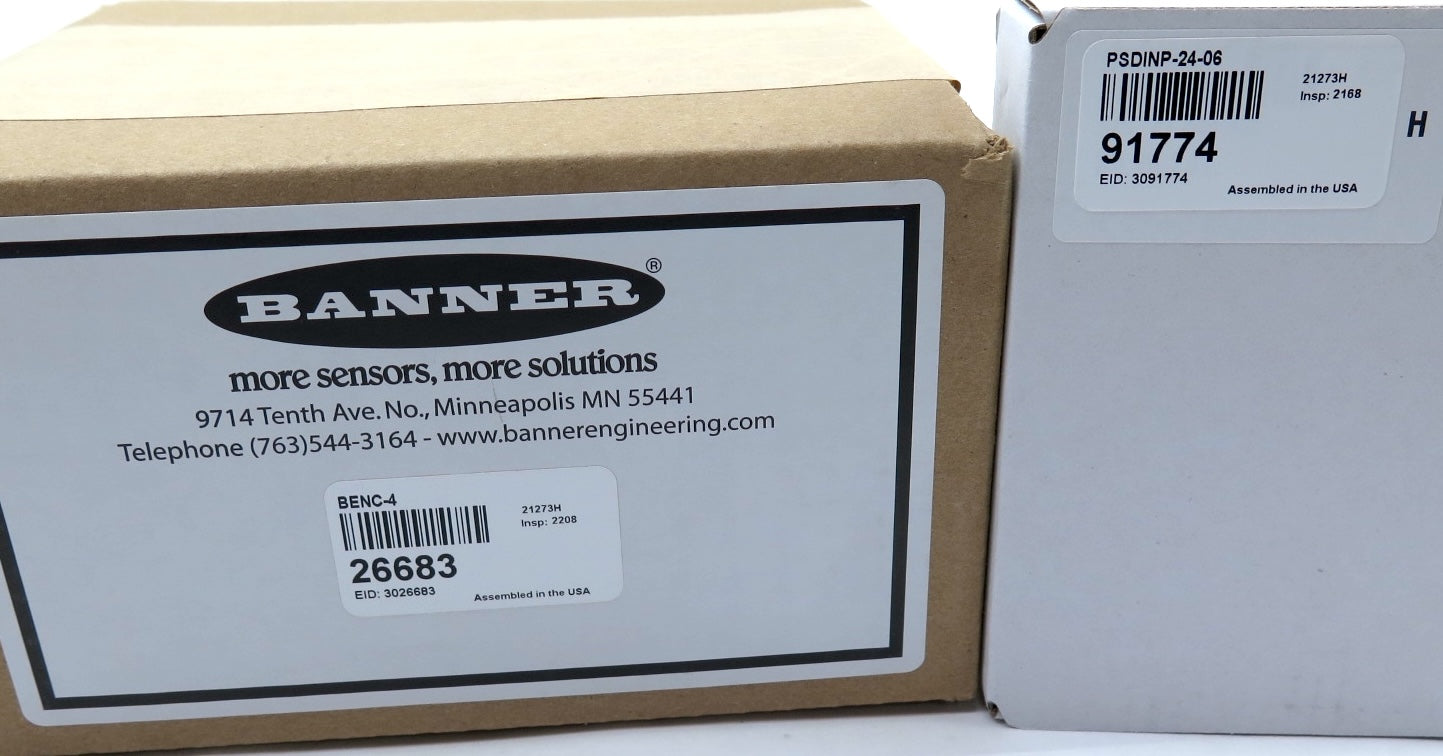 BANNER®
more sensors, more solutions
9714 Tenth Ave. No., Minneapolis MN 55441
Telephone (763)544-3164 - www.bannerengineering.com
BENC-4
21273H
Insp: 2208
26683
EID: 3026683
Assembled in the USA
PSDINP-24-06
21273H
Insp: 2168
91774
EID: 3091774
Assembled in the USA
H